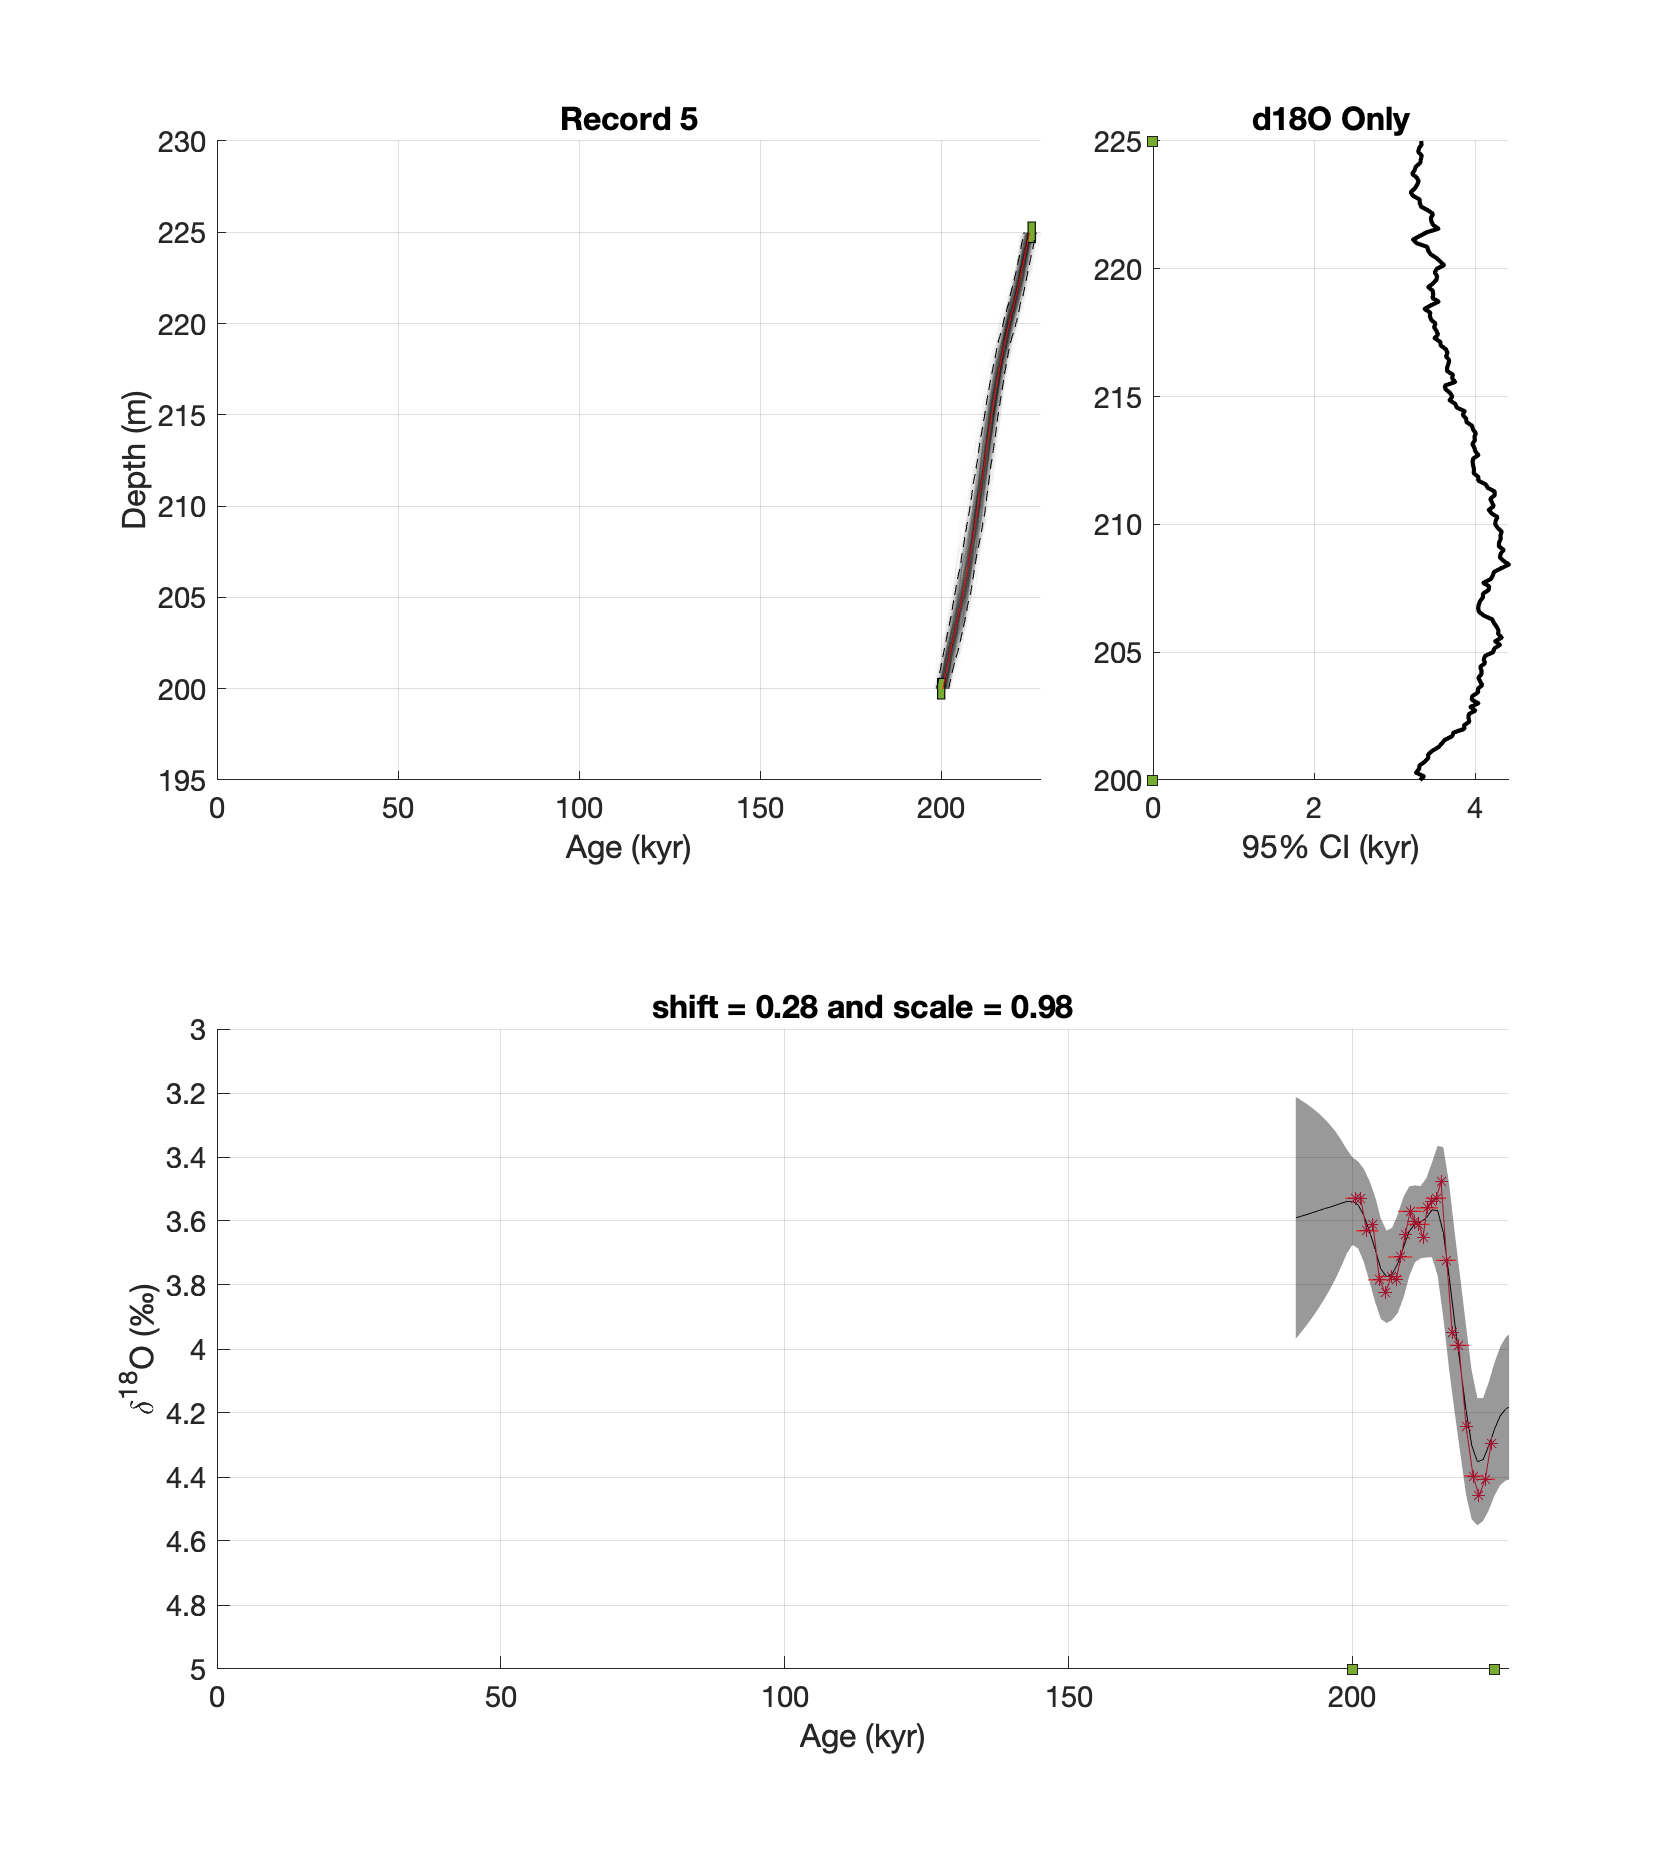 Record 5
d18O Only
230
225
220
215
210
205
200
195
Depth (m)
0 50 100 150 200
Age (kyr)
225
220
215
210
205
200
0 2 4
95% CI (kyr)
shift = 0.28 and scale = 0.98
3
3.2
3.4
3.6
3.8
4
4.2
4.4
4.6
4.8
5
δ18O (‰)
0 50 100 150 200
Age (kyr)